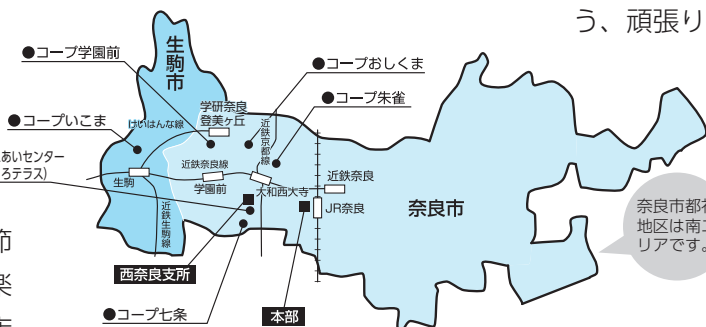 う、頑張り
生駒市
●コープ学園前
●コープおしくま
●コープ朱雀
学研奈良
登美ヶ丘
●コープいこま
けいはんな線
近鉄京都線
あいセンター
ろテラス)
近鉄奈良線
生駒
学園前
大和西大寺
近鉄奈良
JR奈良
奈良市
近鉄生駒線
奈良市都祁
地区は南エ
リアです。
節
楽
西奈良支所
●コープ七条
本部